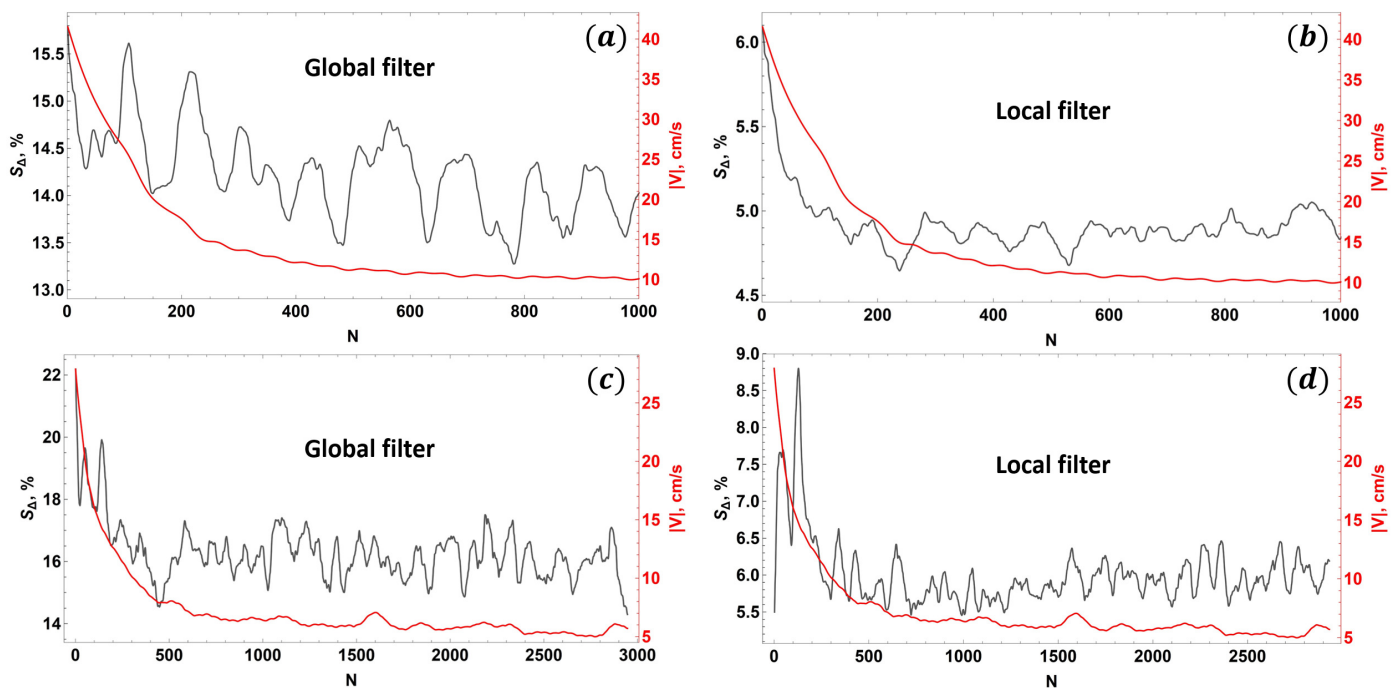 (a)
Global filter
S_Δ, %
15.5
15.0
14.5
14.0
13.5
13.0
0 200 400 600 800 1000
N
40
35
30
25
20
15
10
|V|, cm/s
(b)
Local filter
S_Δ, %
6.0
5.5
5.0
4.5
0 200 400 600 800 1000
N
40
35
30
25
20
15
10
|V|, cm/s
(c)
Global filter
S_Δ, %
22
20
18
16
14
0 500 1000 1500 2000 2500 3000
N
25
20
15
10
5
|V|, cm/s
(d)
Local filter
S_Δ, %
9.0
8.5
8.0
7.5
7.0
6.5
6.0
5.5
0 500 1000 1500 2000 2500
N
25
20
15
10
5
|V|, cm/s